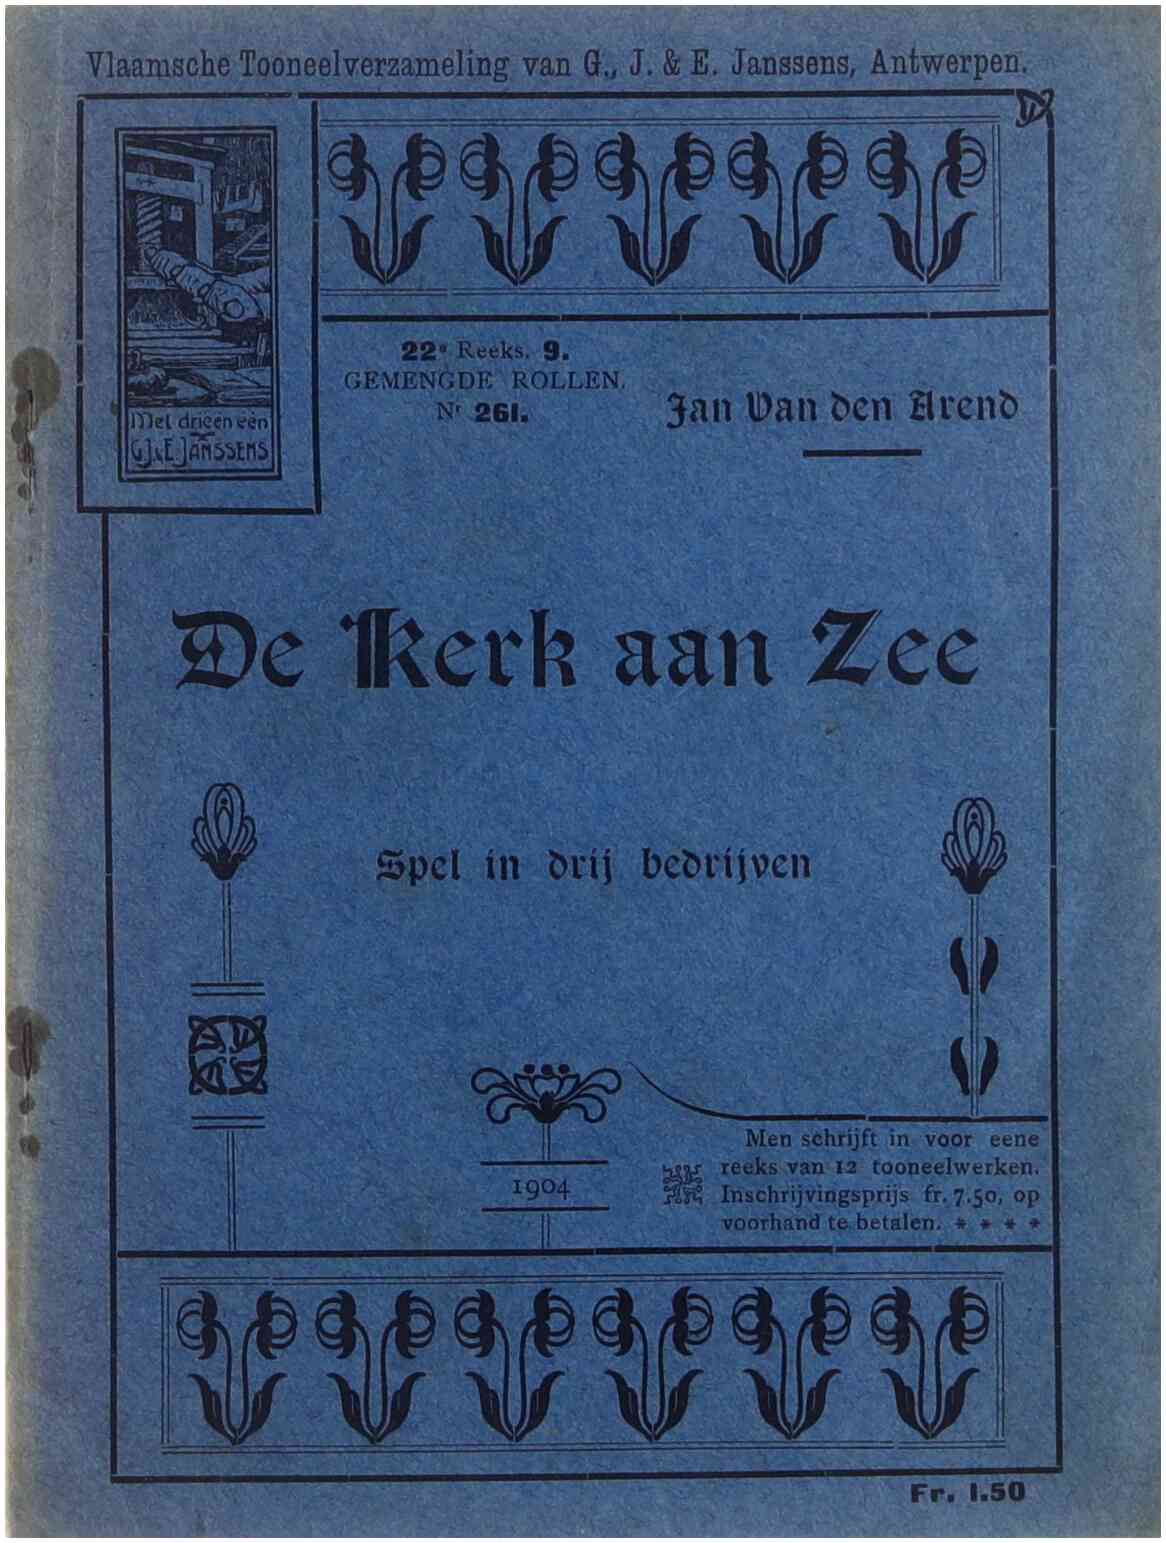 Vlaamsche Tooneelverzameling van G., J. & E. Janssens, Antwerpen.
Met drieen een
G.J.&E. JANSSENS
22e Reeks. 9.
GEMENGDE ROLLEN.
Nr 261.
Jan Van den Arend
De Kerk aan Zee
Spel in drij bedrijven
1904
Men schrijft in voor eene
reeks van 12 tooneelwerken.
Inschrijvingsprijs fr. 7.50, op
voorhand te betalen. * * * *
Fr. 1.50